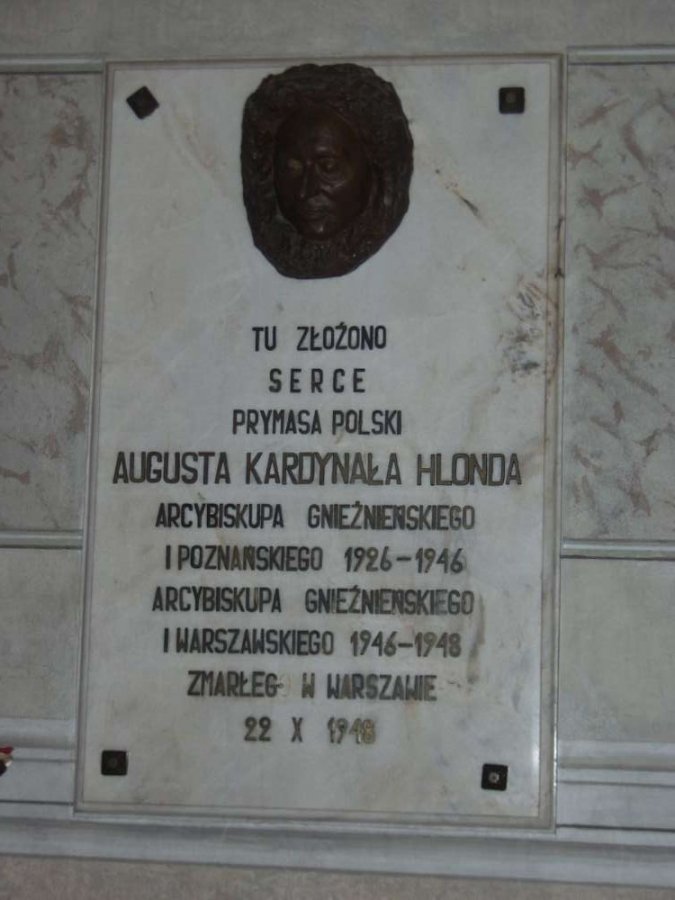 TU ZŁOŻONO
SERCE
PRYMASA POLSKI
AUGUSTA KARDYNAŁA HLONDA
ARCYBISKUPA GNIEŹNIEŃSKIEGO
I POZNAŃSKIEGO 1926-1946
ARCYBISKUPA GNIEŹNIEŃSKIEGO
I WARSZAWSKIEGO 1946-1948
ZMARŁEGO W WARSZAWIE
22 X 1948